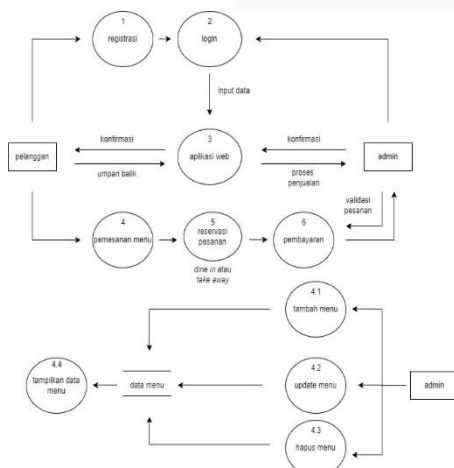 1
registrasi
2
login
input data
konfirmasi
pelanggan
umpan balik
3
aplikasi web
konfirmasi
proses
penjualan
admin
validasi
pesanan
4
pemesanan menu
5
reservasi
pesanan
dine in atau
take away
6
pembayaran
4.1
tambah menu
4.4
tampilkan data
menu
data menu
4.2
update menu
admin
4.3
hapus menu